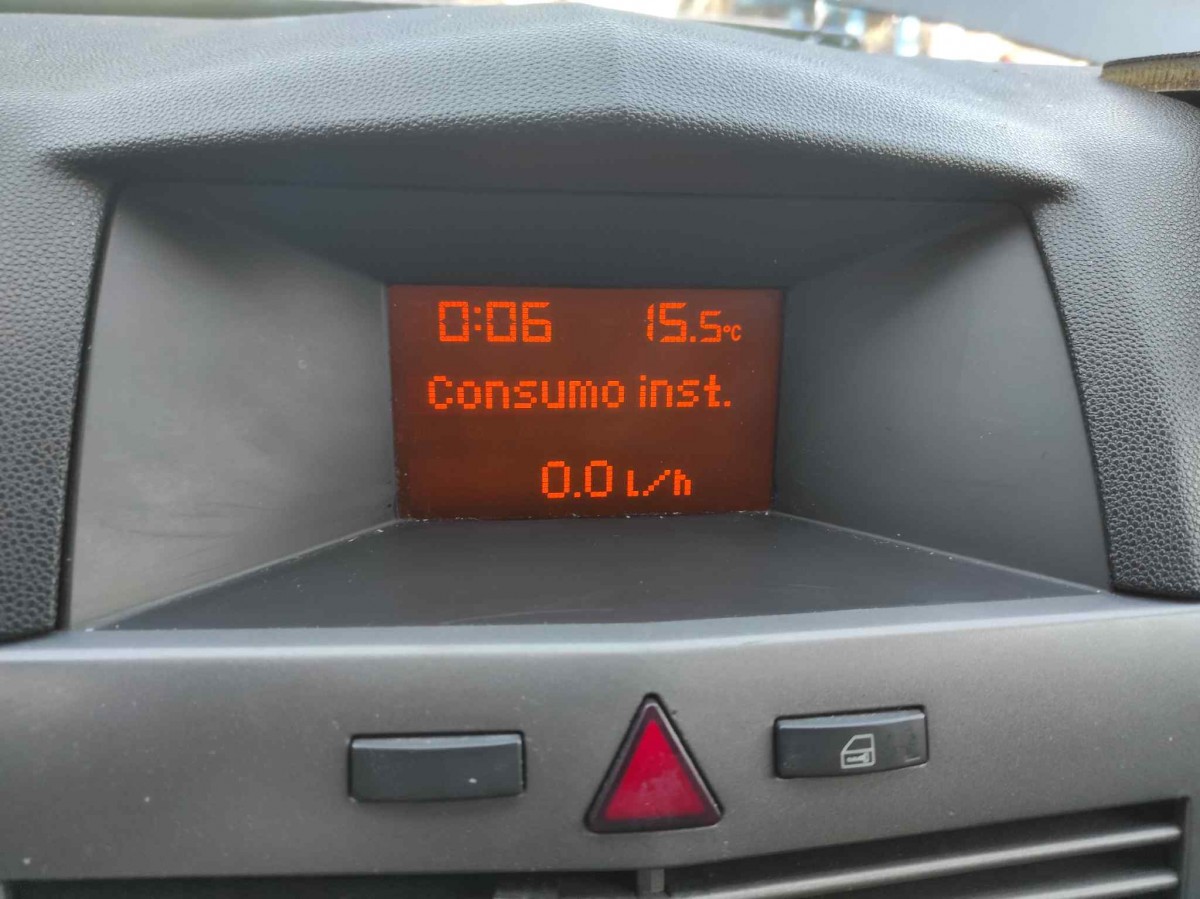 0:06 15.5°C
Consumo inst.
0.0 l/h